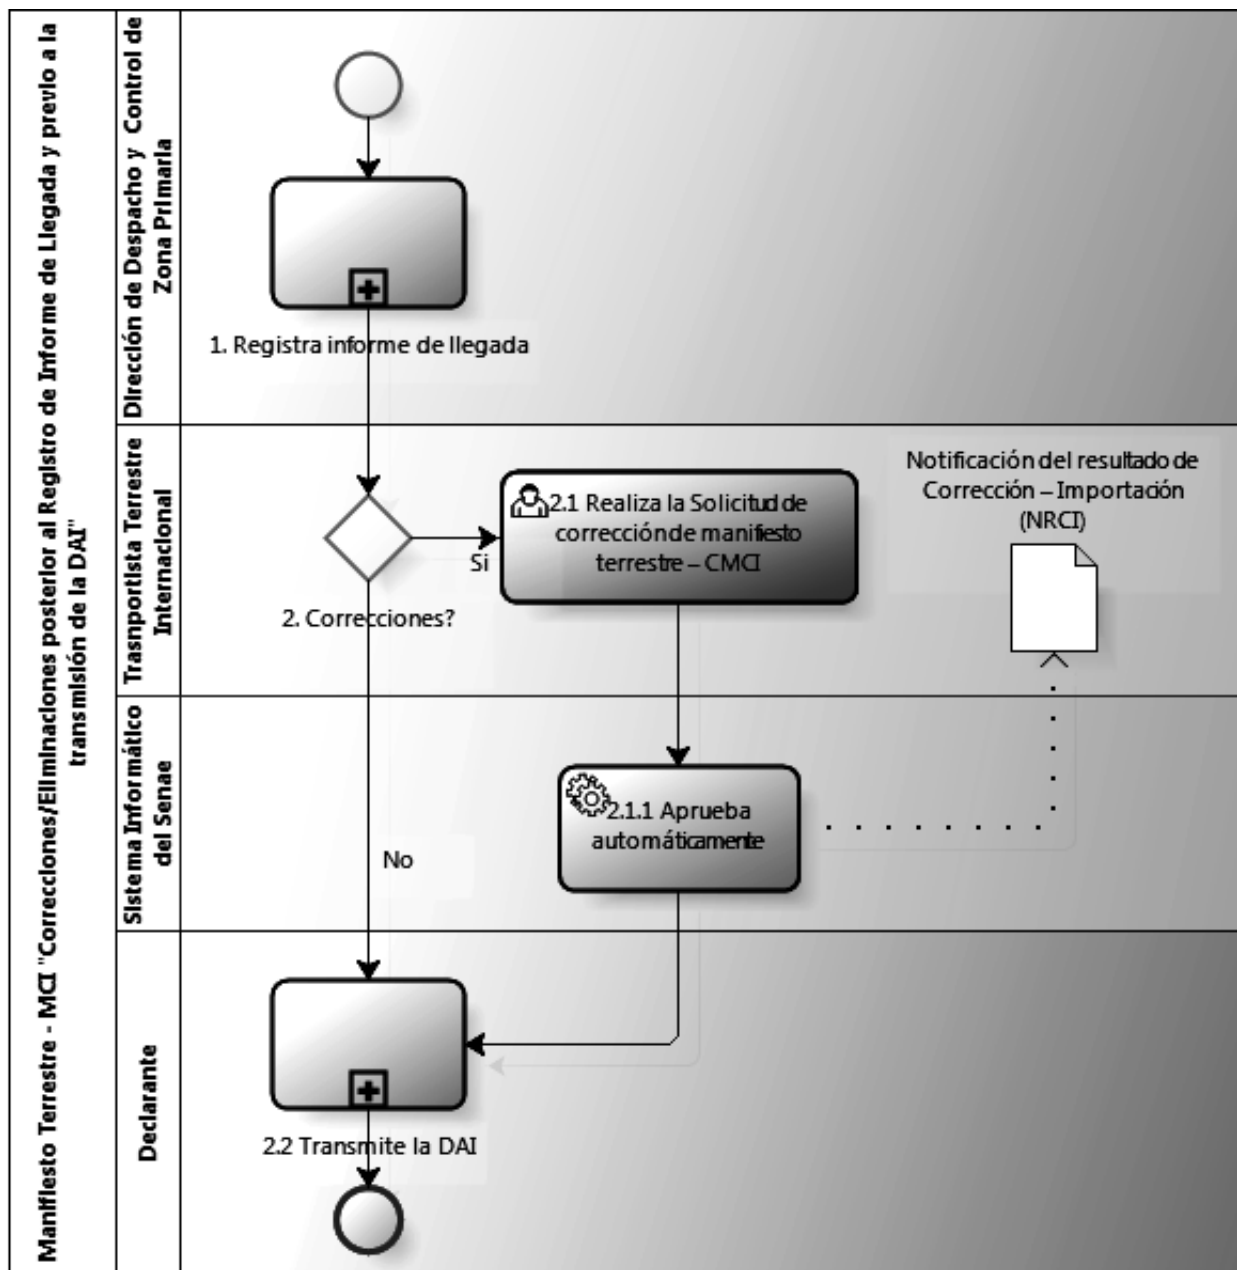 Manifiesto Terrestre - MCI "Correcciones/Eliminaciones posterior al Registro de Informe de Llegada y previo a la
transmisión de la DAI"
Dirección de Despacho y Control de
Zona Primaria
1. Registra informe de llegada
Trasnportista Terrestre
Internacional
2. Correcciones?
Si
2.1 Realiza la Solicitud de
corrección de manifiesto
terrestre – CMCI
Notificación del resultado de
Corrección – Importación
(NRCI)
Sistema Informático
del Senae
No
2.1.1 Aprueba
automáticamente
Declarante
2.2 Transmite la DAI